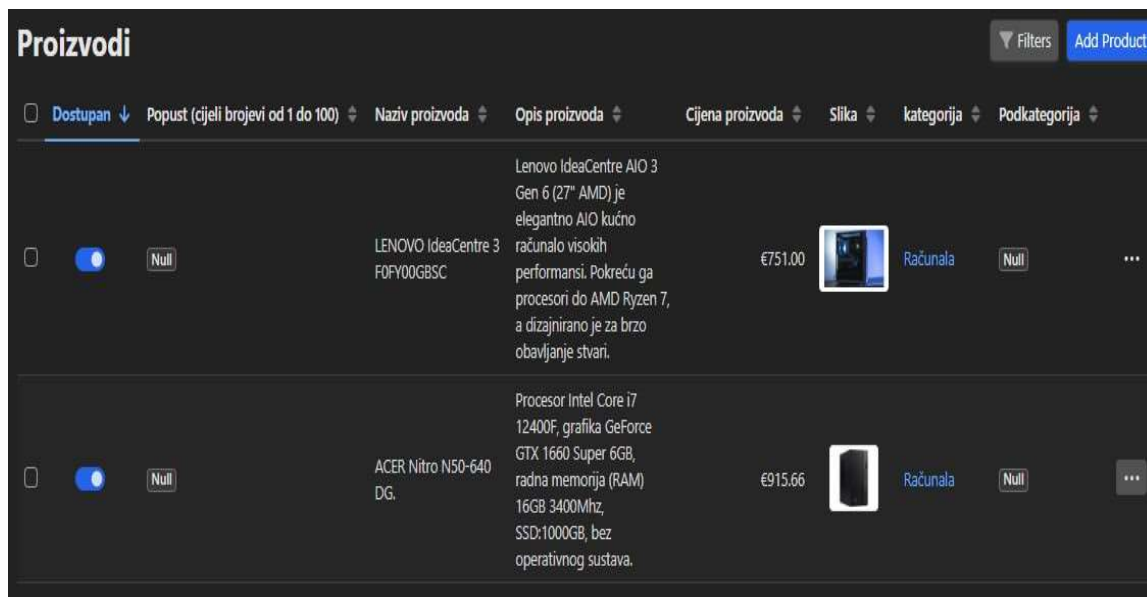 Proizvodi
Filters
Add Product
Dostupan
Popust (cijeli brojevi od 1 do 100)
Naziv proizvoda
Opis proizvoda
Cijena proizvoda
Slika
kategorija
Podkategorija
Null
LENOVO IdeaCentre 3
F0FY00GBSC
Lenovo IdeaCentre AIO 3
Gen 6 (27" AMD) je
elegantno AIO kućno
računalo visokih
performansi. Pokreću ga
procesori do AMD Ryzen 7,
a dizajnirano je za brzo
obavljanje stvari.
€751.00
Računala
Null
Null
ACER Nitro N50-640
DG.
Procesor Intel Core i7
12400F, grafika GeForce
GTX 1660 Super 6GB,
radna memorija (RAM)
16GB 3400Mhz,
SSD:1000GB, bez
operativnog sustava.
€915.66
Računala
Null